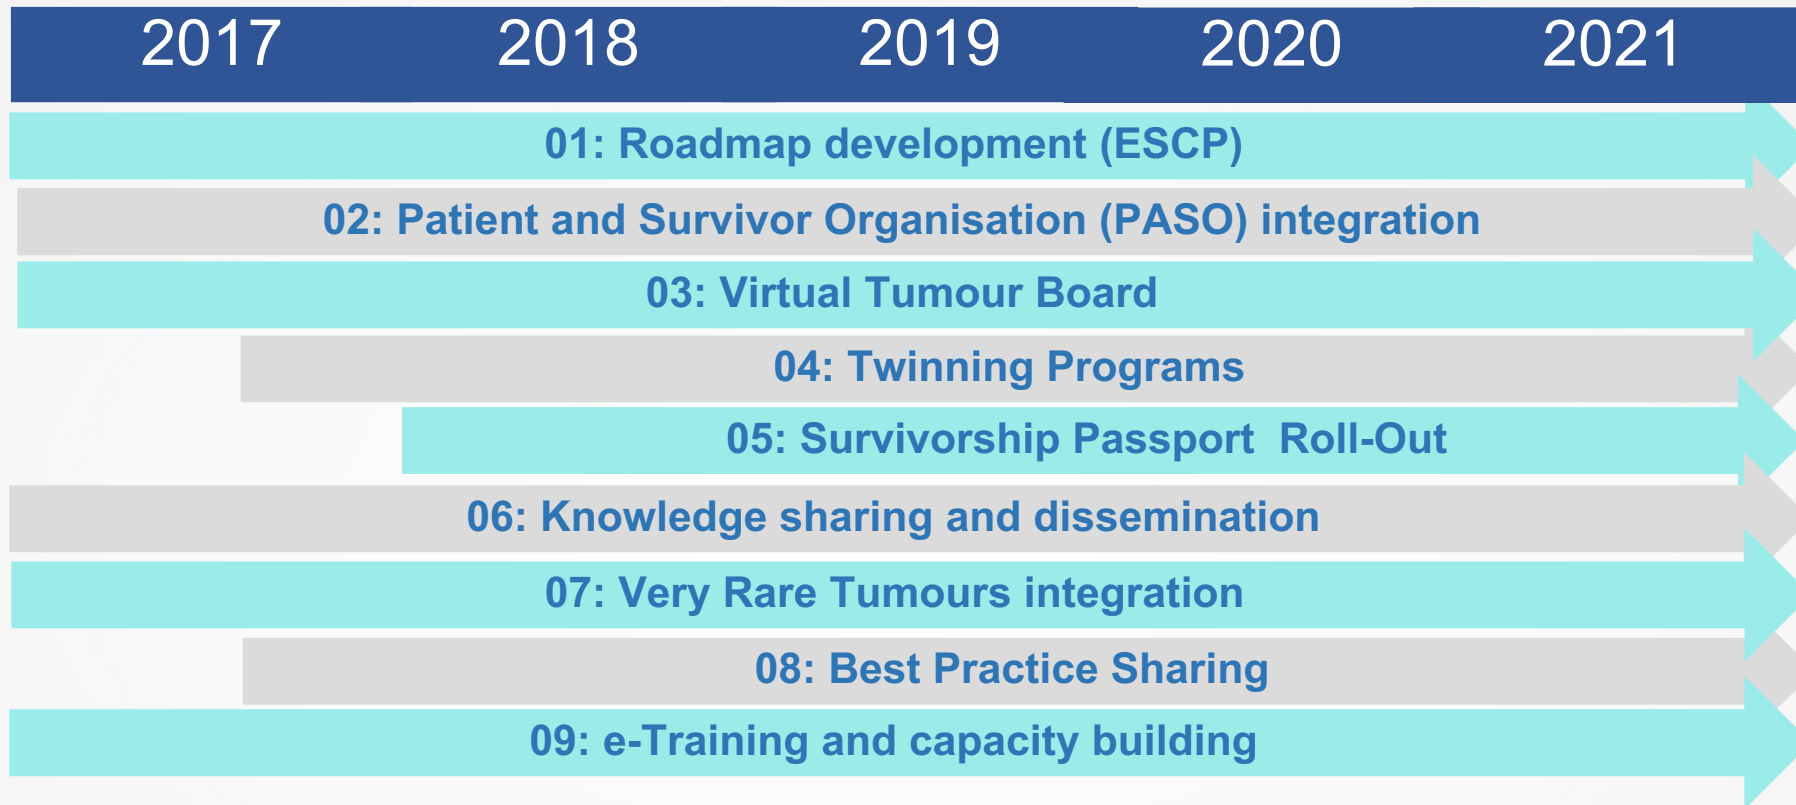 2017 2018 2019 2020 2021
01: Roadmap development (ESCP)
02: Patient and Survivor Organisation (PASO) integration
03: Virtual Tumour Board
04: Twinning Programs
05: Survivorship Passport  Roll-Out
06: Knowledge sharing and dissemination
07: Very Rare Tumours integration
08: Best Practice Sharing
09: e-Training and capacity building